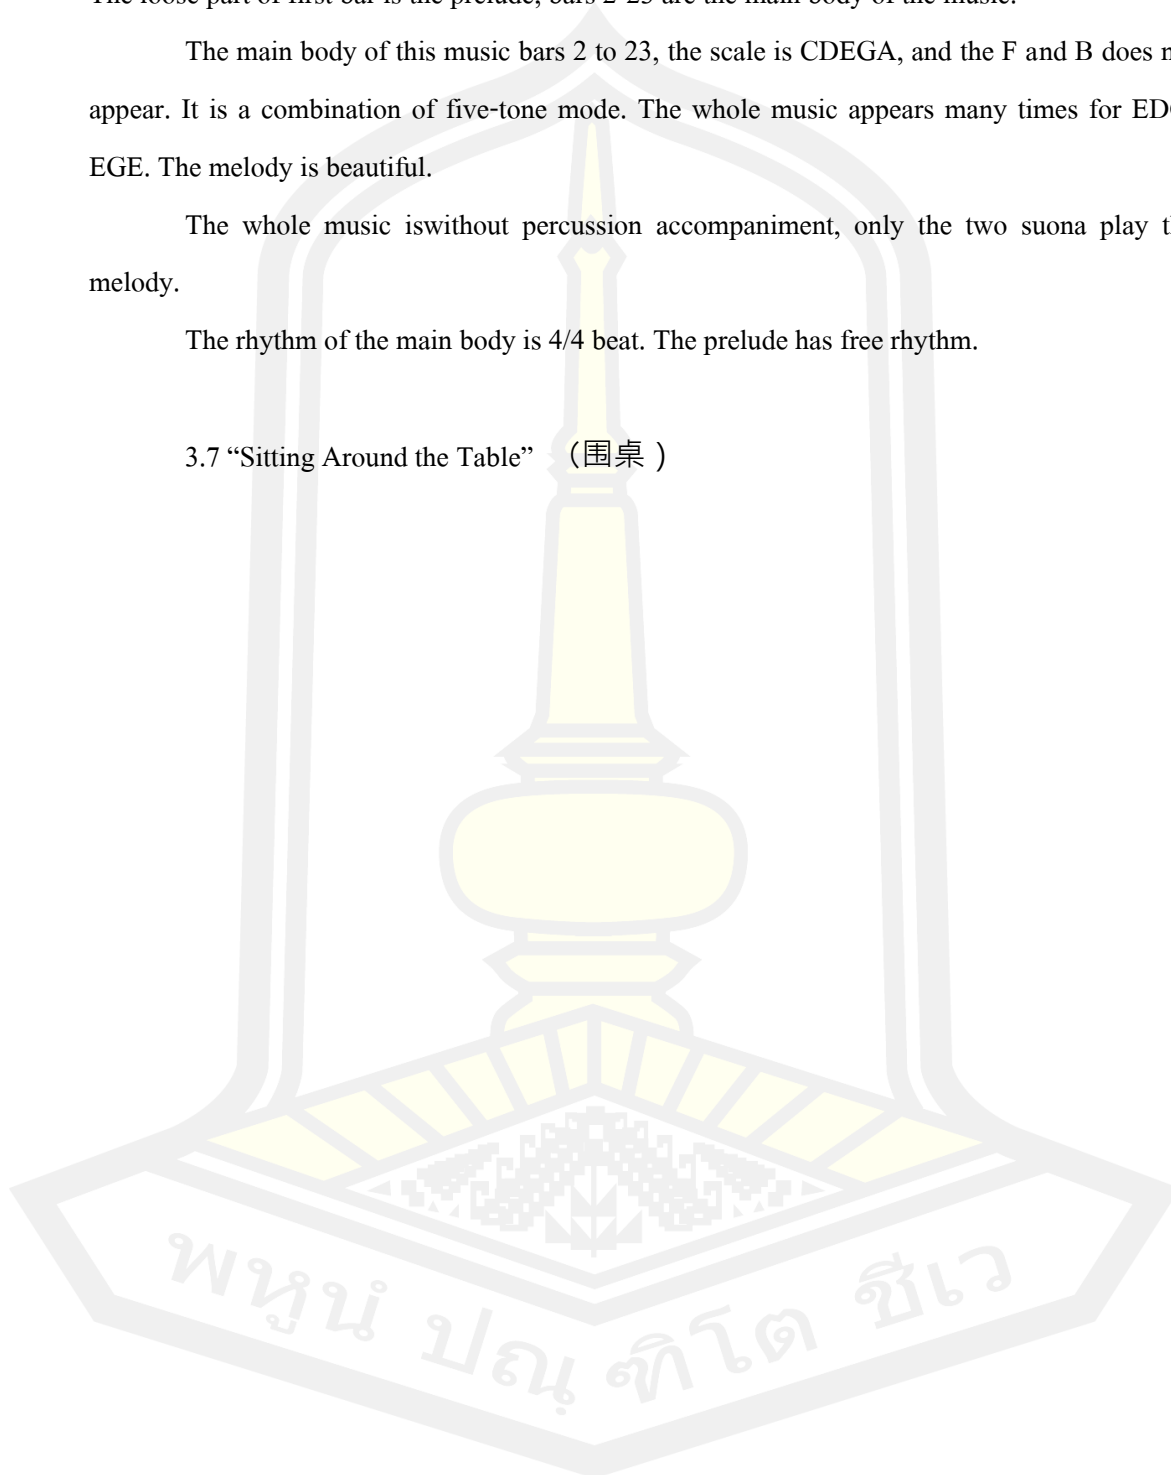 The loose part of first bar is the prelude, bars 2-23 are the main body of the music.
The main body of this music bars 2 to 23, the scale is CDEGA, and the F and B does
appear. It is a combination of five-tone mode. The whole music appears many times for
EGE. The melody is beautiful.
The whole music iswithout percussion accompaniment, only the two suona play
melody.
The rhythm of the main body is 4/4 beat. The prelude has free rhythm.
3.7 “Sitting Around the Table” （围桌）
พหูนํ ปณฺฑิโต ชีเว